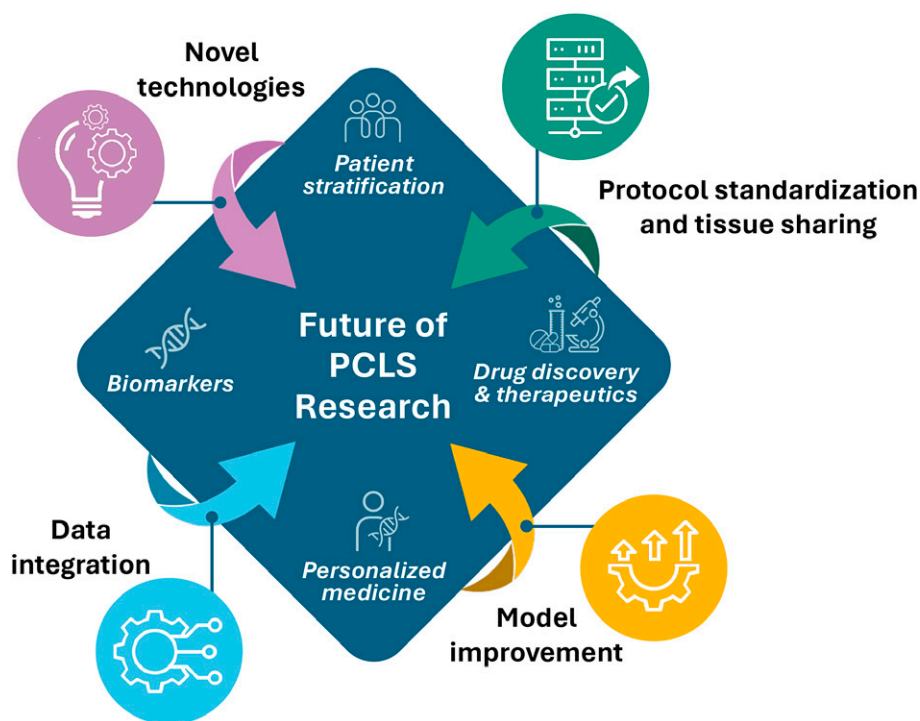 Novel
technologies
Patient
stratification
Protocol standardization
and tissue sharing
Future of
PCLS
Research
Biomarkers
Drug discovery
& therapeutics
Data
integration
Personalized
medicine
Model
improvement